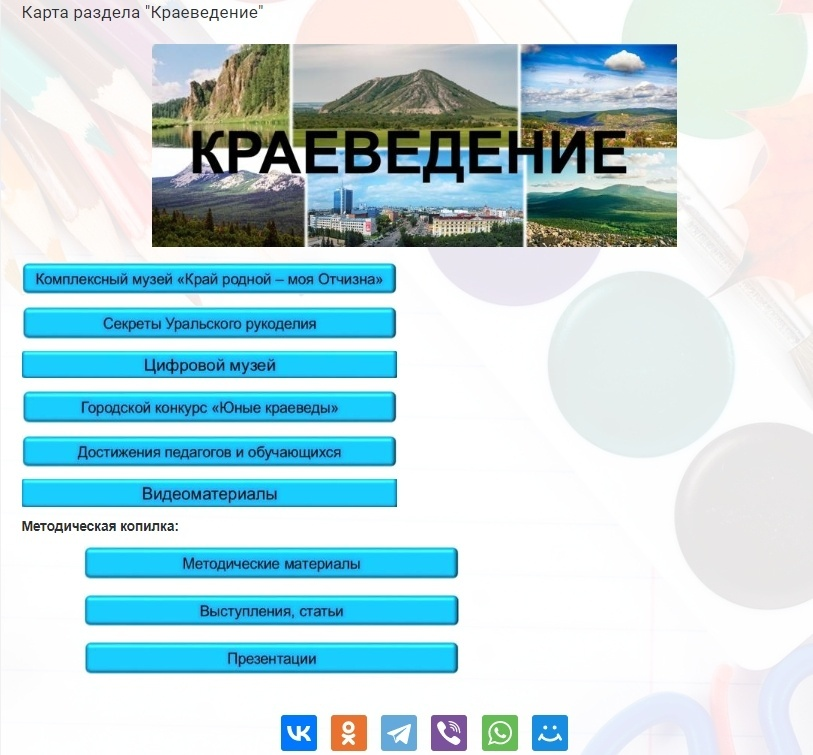 Карта раздела "Краеведение"
КРАЕВЕДЕНИЕ
Комплексный музей «Край родной – моя Отчизна»
Секреты Уральского рукоделия
Цифровой музей
Городской конкурс «Юные краеведы»
Достижения педагогов и обучающихся
Видеоматериалы
Методическая копилка:
Методические материалы
Выступления, статьи
Презентации